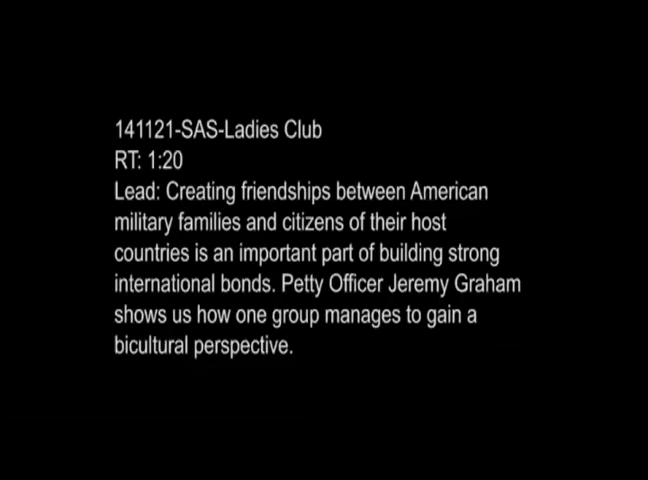 141121-SAS-Ladies Club
RT: 1:20
Lead: Creating friendships between American
military families and citizens of their host
countries is an important part of building strong
international bonds. Petty Officer Jeremy Graham
shows us how one group manages to gain a
bicultural perspective.